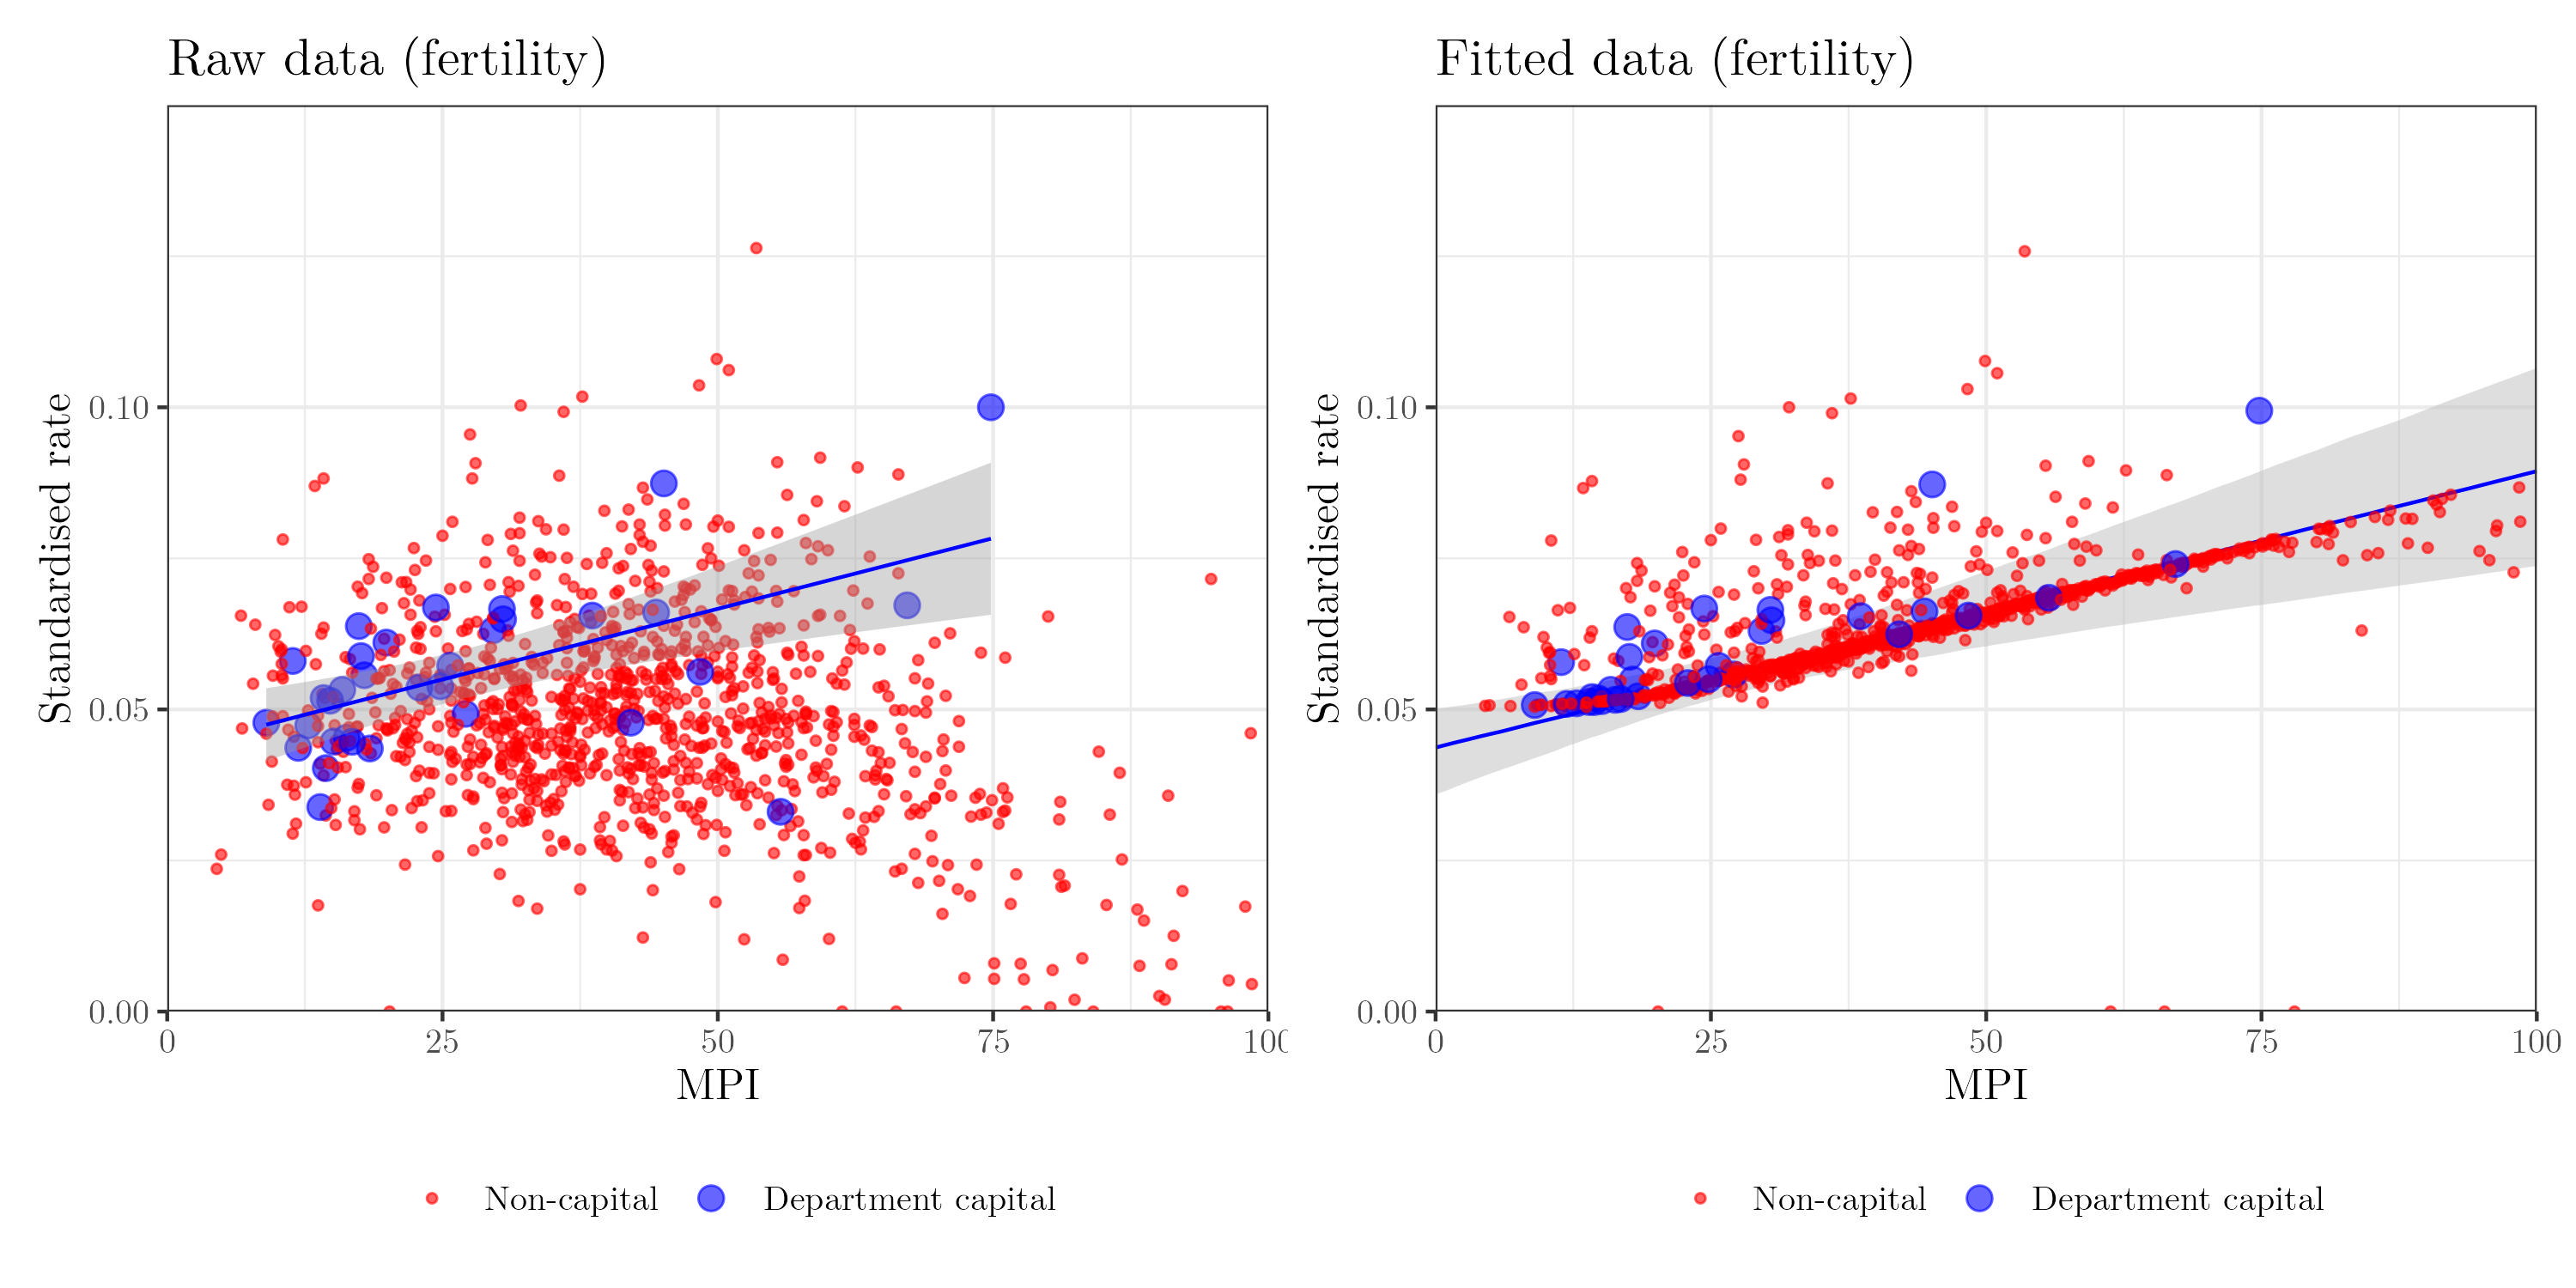 Raw data (fertility)
Standardised rate
0.10
0.05
0.00
0 25 50 75 100
MPI
Non-capital Department capital
Fitted data (fertility)
Standardised rate
0.10
0.05
0.00
0 25 50 75 100
MPI
Non-capital Department capital